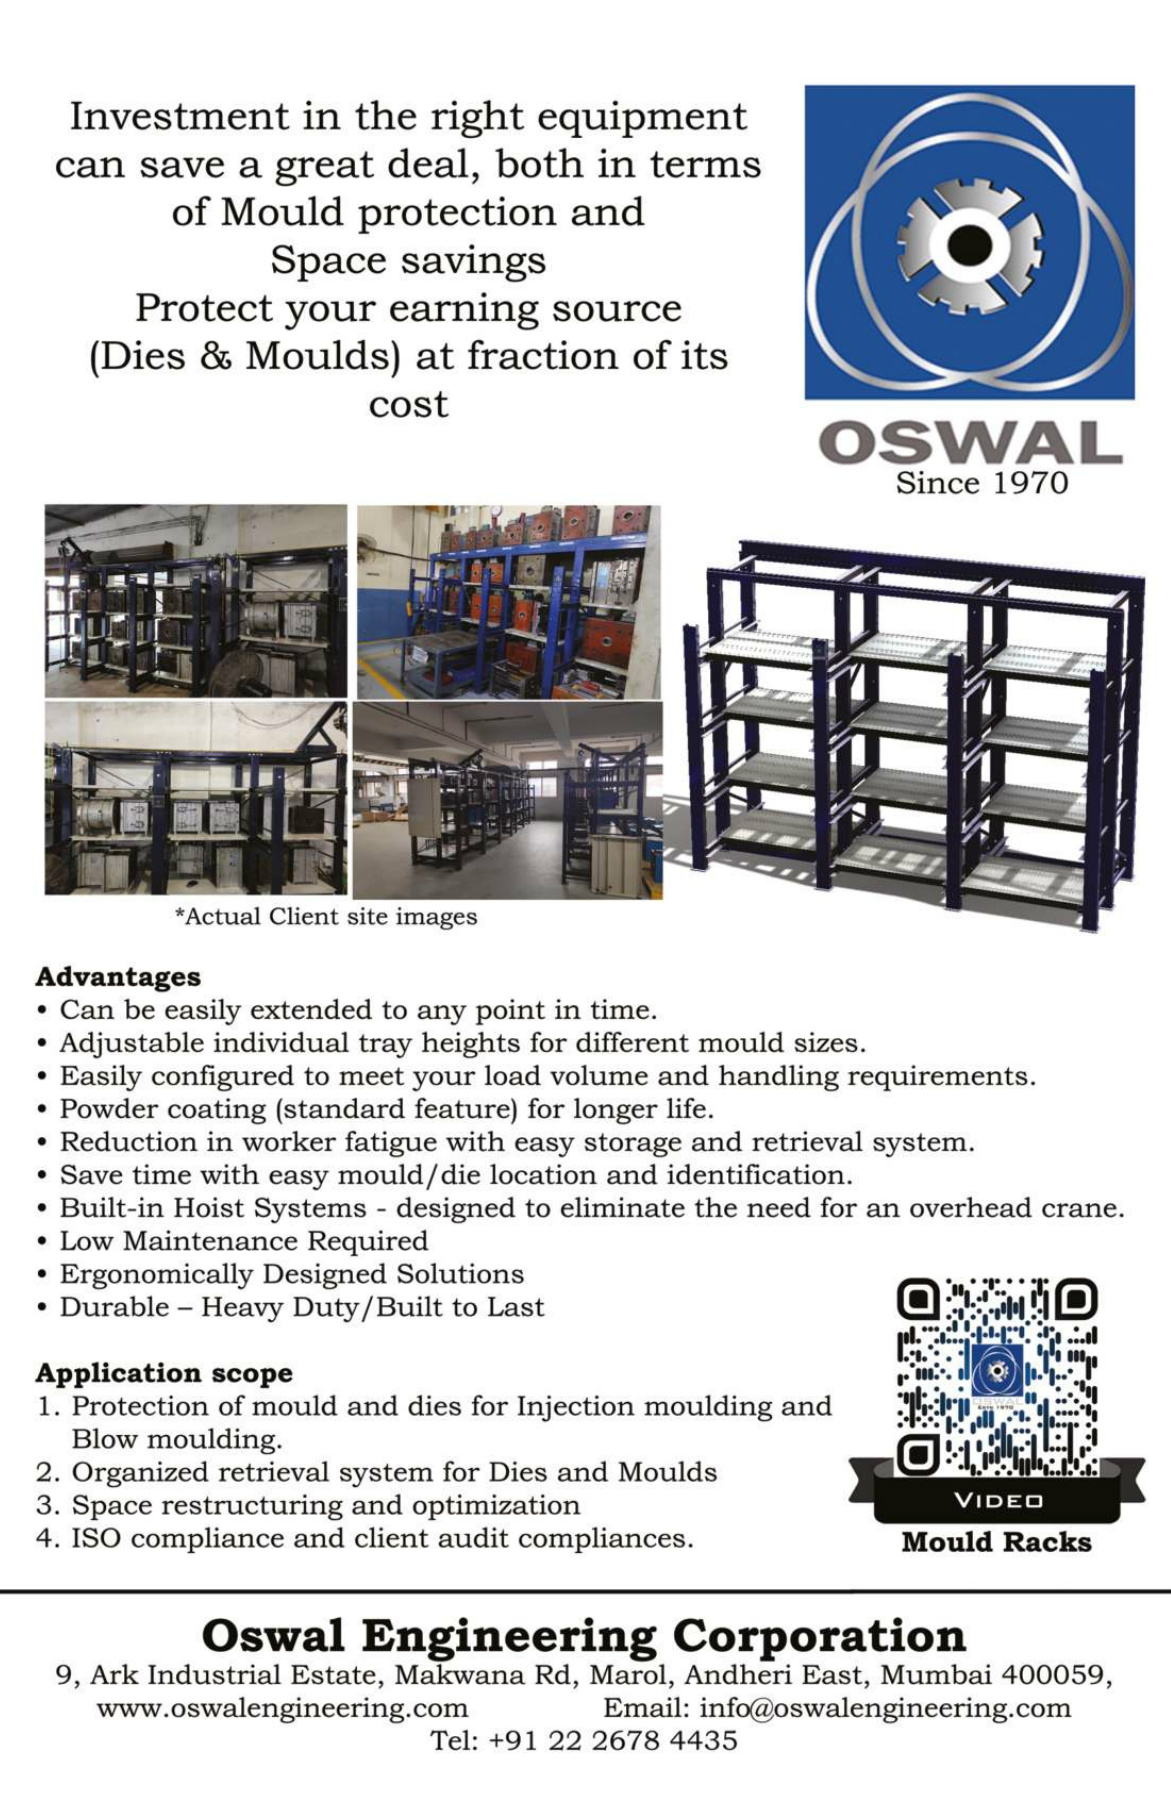 Investment in the right equipment
can save a great deal, both in terms
of Mould protection and
Space savings
Protect your earning source
(Dies & Moulds) at fraction of its
cost
OSWAL
Since 1970
*Actual Client site images
Advantages
• Can be easily extended to any point in time.
• Adjustable individual tray heights for different mould sizes.
• Easily configured to meet your load volume and handling requirements.
• Powder coating (standard feature) for longer life.
• Reduction in worker fatigue with easy storage and retrieval system.
• Save time with easy mould/die location and identification.
• Built-in Hoist Systems - designed to eliminate the need for an overhead crane.
• Low Maintenance Required
• Ergonomically Designed Solutions
• Durable – Heavy Duty/Built to Last
Application scope
1. Protection of mould and dies for Injection moulding and
Blow moulding.
2. Organized retrieval system for Dies and Moulds
3. Space restructuring and optimization
4. ISO compliance and client audit compliances.
OSWAL
VIDEO
Mould Racks
Oswal Engineering Corporation
9, Ark Industrial Estate, Makwana Rd, Marol, Andheri East, Mumbai 400059,
www.oswalengineering.com Email: info@oswalengineering.com
Tel: +91 22 2678 4435